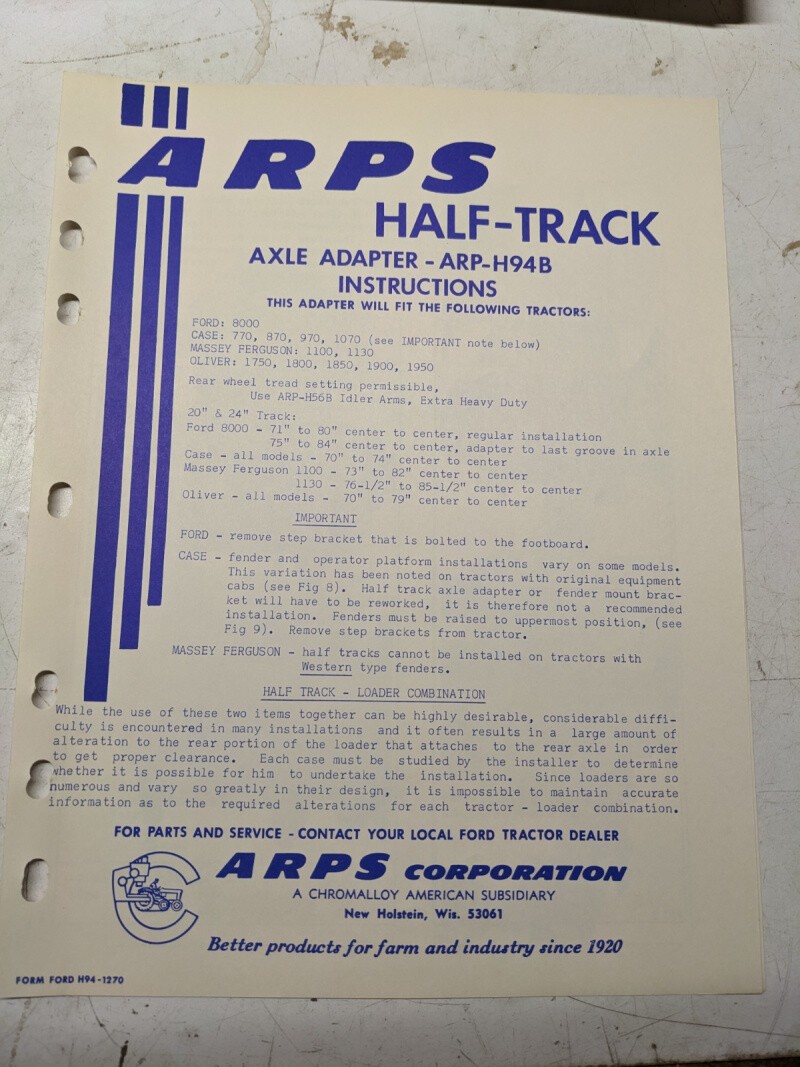 ARPS
HALF-TRACK
AXLE ADAPTER - ARP-H94B
INSTRUCTIONS
THIS ADAPTER WILL FIT THE FOLLOWING TRACTORS:
FORD: 8000
CASE: 770, 870, 970, 1070 (see IMPORTANT note below)
MASSEY FERGUSON: 1100, 1130
OLIVER: 1750, 1800, 1850, 1900, 1950
Rear wheel tread setting permissible,
Use ARP-H56B Idler Arms, Extra Heavy Duty
20" & 24" Track:
Ford 8000 - 71" to 80" center to center, regular installation
75" to 84" center to center, adapter to last groove in axle
Case - all models - 70" to 74" center to center
Massey Ferguson 1100 - 73" to 82" center to center
1130 - 76-1/2" to 85-1/2" center to center
Oliver - all models - 70" to 79" center to center
IMPORTANT
FORD - remove step bracket that is bolted to the footboard.
CASE - fender and operator platform installations vary on some models.
This variation has been noted on tractors with original equipment
cabs (see Fig 8). Half track axle adapter or fender mount brac-
ket will have to be reworked, it is therefore not a recommended
installation. Fenders must be raised to uppermost position, (see
Fig 9). Remove step brackets from tractor.
MASSEY FERGUSON - half tracks cannot be installed on tractors with
Western type fenders.
HALF TRACK - LOADER COMBINATION
While the use of these two items together can be highly desirable, considerable diffi-
culty is encountered in many installations and it often results in a large amount of
alteration to the rear portion of the loader that attaches to the rear axle in order
to get proper clearance. Each case must be studied by the installer to determine
whether it is possible for him to undertake the installation. Since loaders are so
numerous and vary so greatly in their design, it is impossible to maintain accurate
information as to the required alterations for each tractor - loader combination.
FOR PARTS AND SERVICE - CONTACT YOUR LOCAL FORD TRACTOR DEALER
ARPS CORPORATION
A CHROMALLOY AMERICAN SUBSIDIARY
New Holstein, Wis. 53061
Better products for farm and industry since 1920
FORM FORD H94-1270